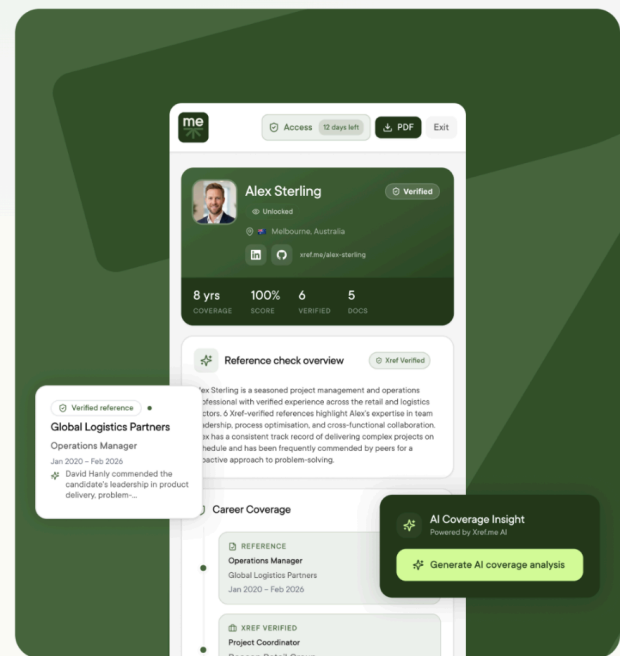 me
Access 12 days left PDF Exit
Alex Sterling
Verified
Unlocked
Melbourne, Australia
in xref.me/alex-sterling
8 yrs 100% 6 5
COVERAGE SCORE VERIFIED DOCS
Reference check overview Xref Verified
lex Sterling is a seasoned project management and operations
ofessional with verified experience across the retail and logistics
ctors. 6 Xref-verified references highlight Alex's expertise in team
adership, process optimisation, and cross-functional collaboration.
ex has a consistent track record of delivering complex projects on
hedule and has been frequently commended by peers for a
oactive approach to problem-solving.
Verified reference
Global Logistics Partners
Operations Manager
Jan 2020 – Feb 2026
David Hanly commended the
candidate's leadership in product
delivery, problem-...
Career Coverage
REFERENCE
Operations Manager
Global Logistics Partners
Jan 2020 – Feb 2026
AI Coverage Insight
Powered by Xref.me AI
Generate AI coverage analysis
XREF VERIFIED
Project Coordinator